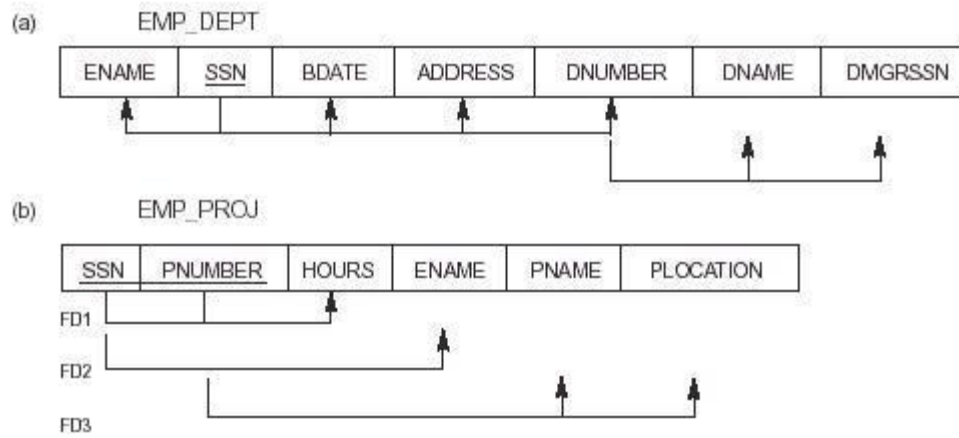 (a) EMP_DEPT
ENAME SSN BDATE ADDRESS DNUMBER DNAME DMGRSSN
(b) EMP_PROJ
SSN PNUMBER HOURS ENAME PNAME PLOCATION
FD1
FD2
FD3